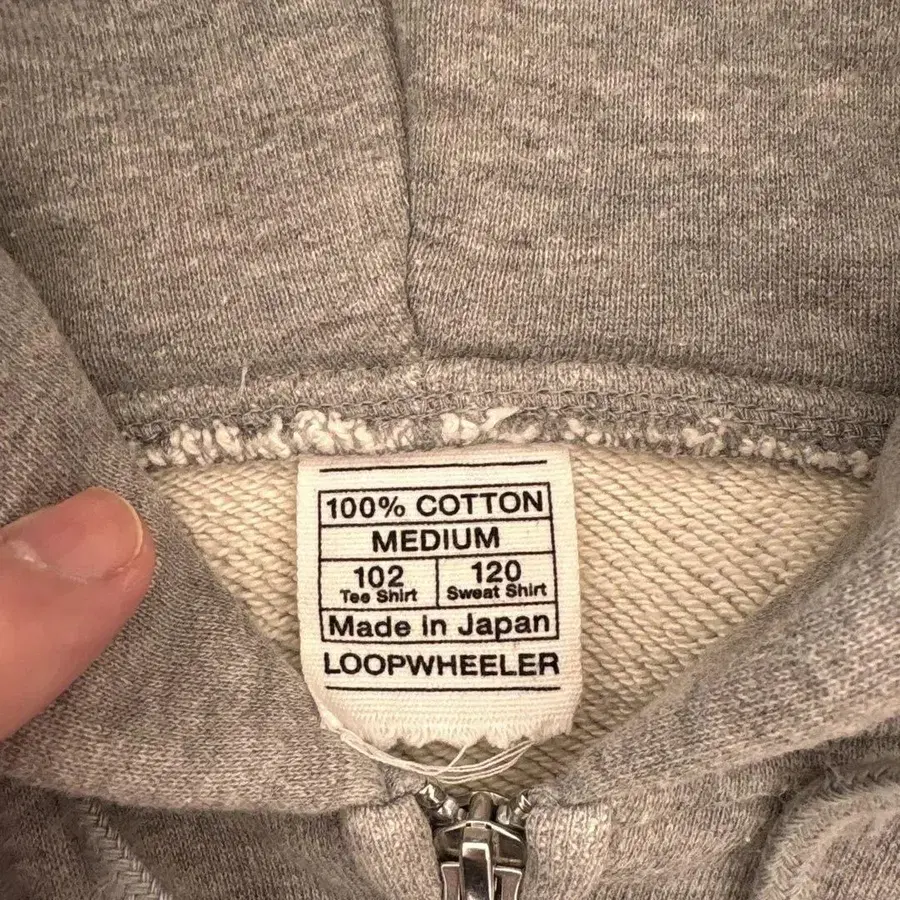 100% COTTON
MEDIUM
102 120
Tee Shirt Sweat Shirt
Made in Japan
LOOPWHEELER